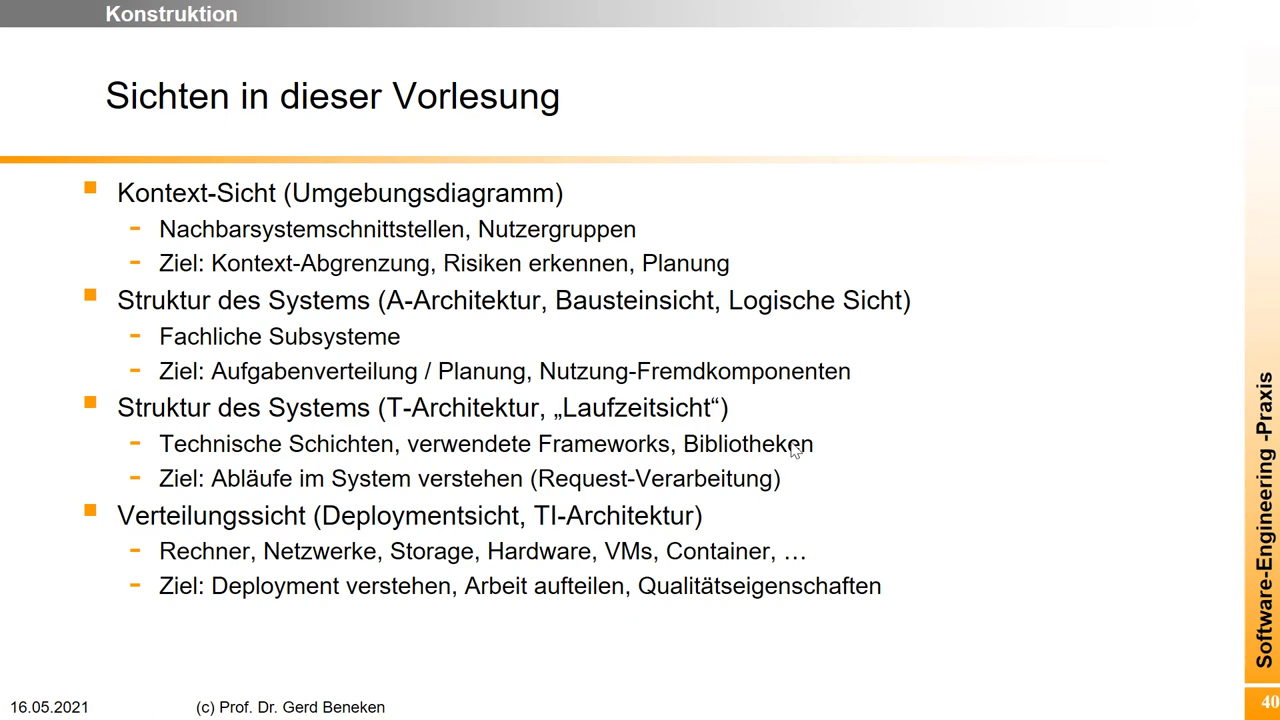 Konstruktion
Sichten in dieser Vorlesung
Kontext-Sicht (Umgebungsdiagramm)
- Nachbarsystemschnittstellen, Nutzergruppen
- Ziel: Kontext-Abgrenzung, Risiken erkennen, Planung
Struktur des Systems (A-Architektur, Bausteinsicht, Logische Sicht)
- Fachliche Subsysteme
- Ziel: Aufgabenverteilung / Planung, Nutzung-Fremdkomponenten
Struktur des Systems (T-Architektur, „Laufzeitsicht“)
- Technische Schichten, verwendete Frameworks, Bibliotheken
- Ziel: Abläufe im System verstehen (Request-Verarbeitung)
Verteilungssicht (Deploymentsicht, TI-Architektur)
- Rechner, Netzwerke, Storage, Hardware, VMs, Container, …
- Ziel: Deployment verstehen, Arbeit aufteilen, Qualitätseigenschaften
Software-Engineering -Praxis
16.05.2021
(c) Prof. Dr. Gerd Beneken
40